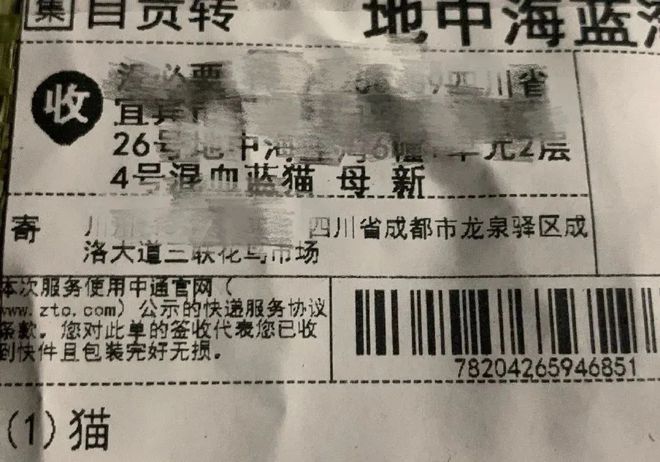 集 自贡转 地中海蓝
收
四川省
宜宾市
26号地中海 2层
4号混血蓝猫 母 新
寄 四川省成都市龙泉驿区成
洛大道三联花鸟市场
本次服务使用中通官网(
www.zto.com) 公示的快递服务协议
条款。您对此单的签收代表您已收
到快件且包装完好无损。
78204265946851
(1)猫